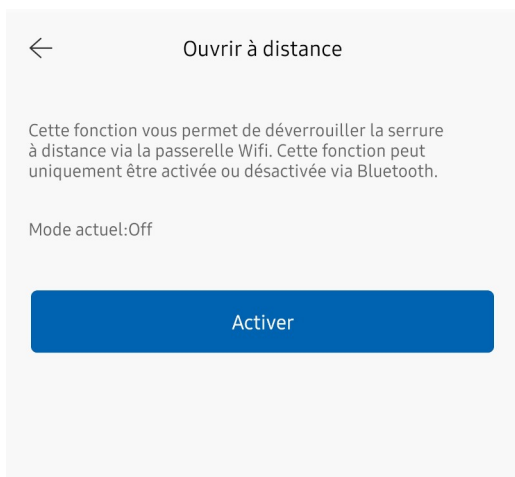 Ouvrir à distance
Cette fonction vous permet de déverrouiller la serrure
à distance via la passerelle Wifi. Cette fonction peut
uniquement être activée ou désactivée via Bluetooth.
Mode actuel:Off
Activer